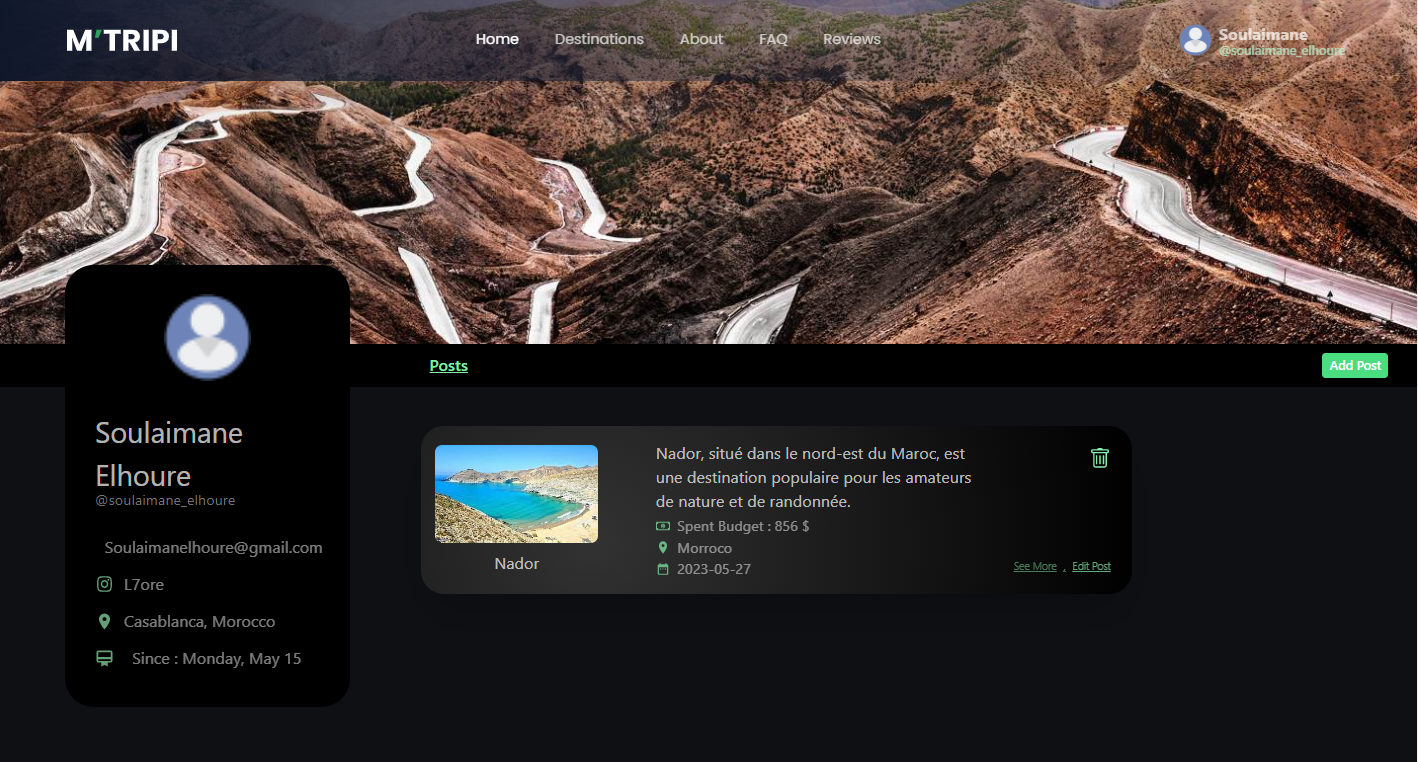 M'TRIPI
Home
Destinations
About
FAQ
Reviews
Soulaimane
@soulaimane_elhoure
Posts
Add Post
Soulaimane
Elhoure
@soulaimane_elhoure
Soulaimanelhoure@gmail.com
L7ore
Casablanca, Morocco
Since : Monday, May 15
Nador
Nador, situé dans le nord-est du Maroc, est
une destination populaire pour les amateurs
de nature et de randonnée.
Spent Budget : 856 $
Morroco
2023-05-27
See More , Edit Post